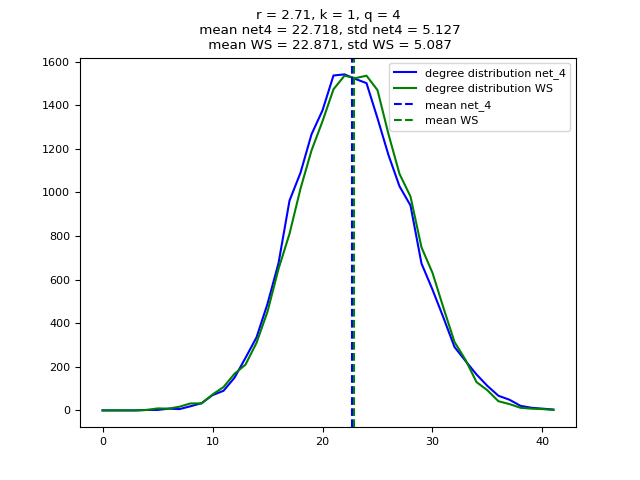 r = 2.71, k = 1, q = 4
mean net4 = 22.718, std net4 = 5.127
mean WS = 22.871, std WS = 5.087
1600
1400
1200
1000
800
600
400
200
0
degree distribution net_4
degree distribution WS
mean net_4
mean WS
0 10 20 30 40